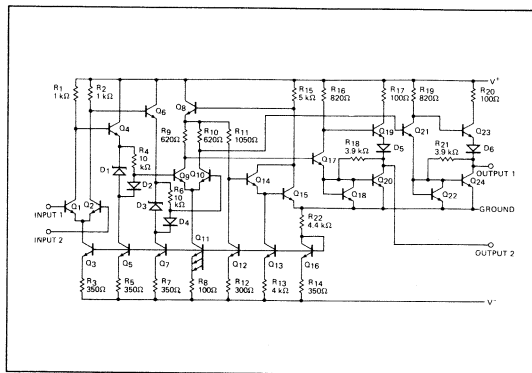 V+
R1
1 kΩ
R2
1 kΩ
Q4
Q6
Q8
R15
5 kΩ
R16
820Ω
R17
100Ω
R19
820Ω
R20
100Ω
R4
10
kΩ
R9
620Ω
R10
620Ω
R11
1050Ω
Q19
Q21
Q23
D5
D6
R18
3.9 kΩ
R21
3.9 kΩ
OUTPUT 1
D1
D2
Q9
Q10
Q14
Q15
Q17
Q18
Q20
Q22
Q24
R6
10
kΩ
D3
D4
Q1
Q2
INPUT 1
INPUT 2
GROUND
R22
4.4 kΩ
OUTPUT 2
Q3
Q5
Q7
Q11
Q12
Q13
Q16
R3
350Ω
R5
350Ω
R7
350Ω
R8
100Ω
R12
300Ω
R13
4 kΩ
R14
350Ω
V-